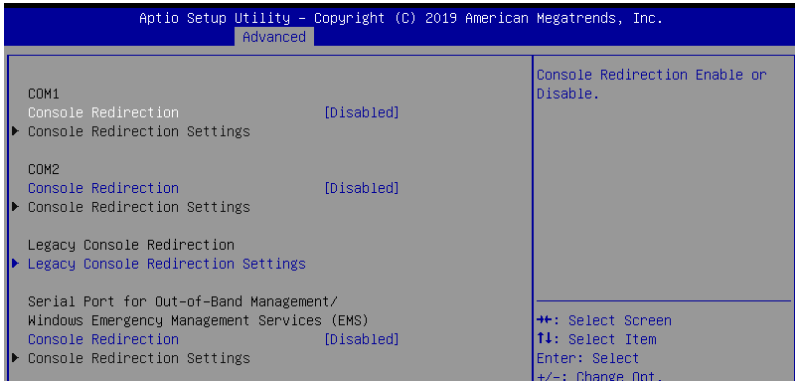 Aptio Setup Utility – Copyright (C) 2019 American Megatrends, Inc.
Advanced
COM1
Console Redirection [Disabled]
▶ Console Redirection Settings
COM2
Console Redirection [Disabled]
▶ Console Redirection Settings
Legacy Console Redirection
▶ Legacy Console Redirection Settings
Serial Port for Out-of-Band Management/
Windows Emergency Management Services (EMS)
Console Redirection [Disabled]
▶ Console Redirection Settings
Console Redirection Enable or
Disable.
→←: Select Screen
↑↓: Select Item
Enter: Select
+/-: Change Opt.